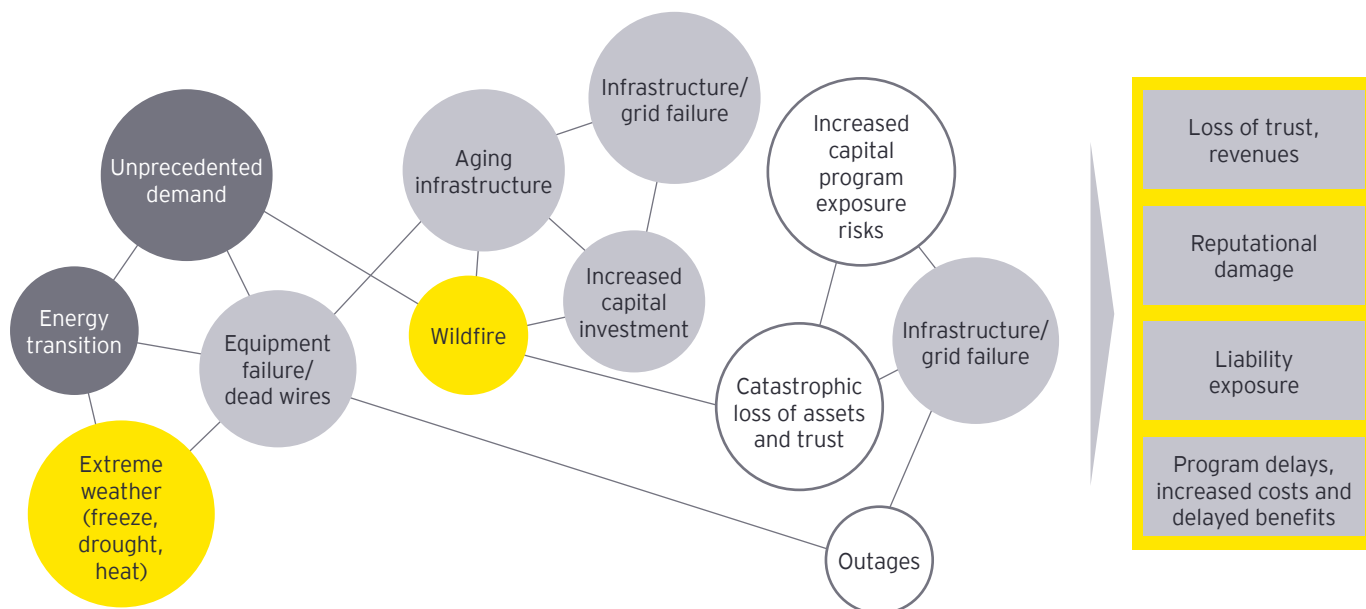 Unprecedented
demand
Energy
transition
Extreme
weather
(freeze,
drought,
heat)
Equipment
failure/
dead wires
Aging
infrastructure
Wildfire
Infrastructure/
grid failure
Increased
capital
investment
Increased
capital
program
exposure
risks
Catastrophic
loss of assets
and trust
Infrastructure/
grid failure
Outages
Loss of trust,
revenues
Reputational
damage
Liability
exposure
Program delays,
increased costs and
delayed benefits